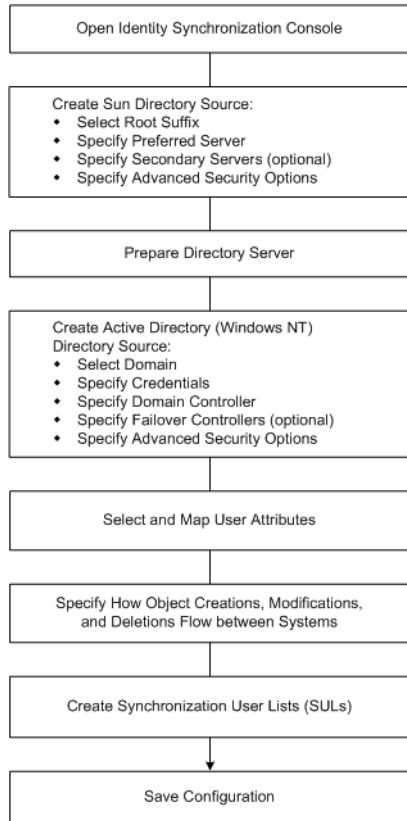 Open Identity Synchronization Console
Create Sun Directory Source:
◆ Select Root Suffix
◆ Specify Preferred Server
◆ Specify Secondary Servers (optional)
◆ Specify Advanced Security Options
Prepare Directory Server
Create Active Directory (Windows NT)
Directory Source:
◆ Select Domain
◆ Specify Credentials
◆ Specify Domain Controller
◆ Specify Failover Controllers (optional)
◆ Specify Advanced Security Options
Select and Map User Attributes
Specify How Object Creations, Modifications,
and Deletions Flow between Systems
Create Synchronization User Lists (SULs)
Save Configuration